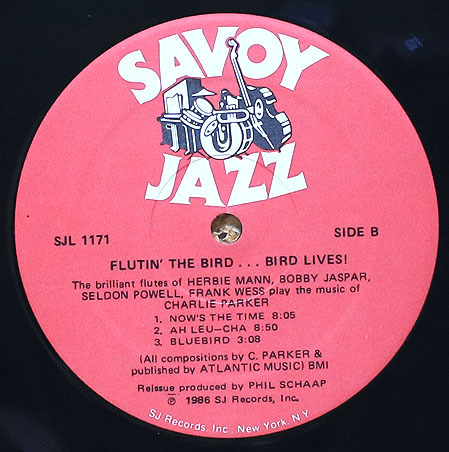 SAVOY
JAZZ
SJL 1171 SIDE B
FLUTIN' THE BIRD . . . BIRD LIVES!
The brilliant flutes of HERBIE MANN, BOBBY JASPAR,
SELDON POWELL, FRANK WESS play the music of
CHARLIE PARKER
1. NOW'S THE TIME 8:05
2. AH LEU-CHA 8:50
3. BLUEBIRD 3:08
(All compositions by C. PARKER &
published by ATLANTIC MUSIC) BMI
Reissue produced by PHIL SCHAAP
℗ 1986 SJ Records, Inc.
SJ Records, Inc., New York, N.Y.